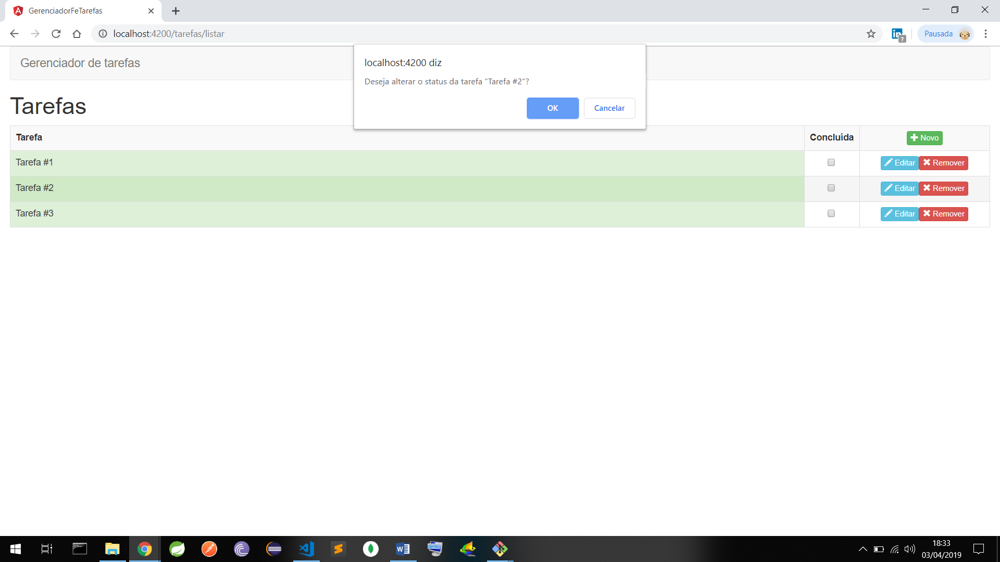 GerenciadorFeTarefas
localhost:4200/tarefas/listar
Pausada
Gerenciador de tarefas
localhost:4200 diz
Deseja alterar o status da tarefa "Tarefa #2"?
OK Cancelar
Tarefas
Tarefa Concluída Novo
Tarefa #1 Editar Remover
Tarefa #2 Editar Remover
Tarefa #3 Editar Remover
18:33
03/04/2019